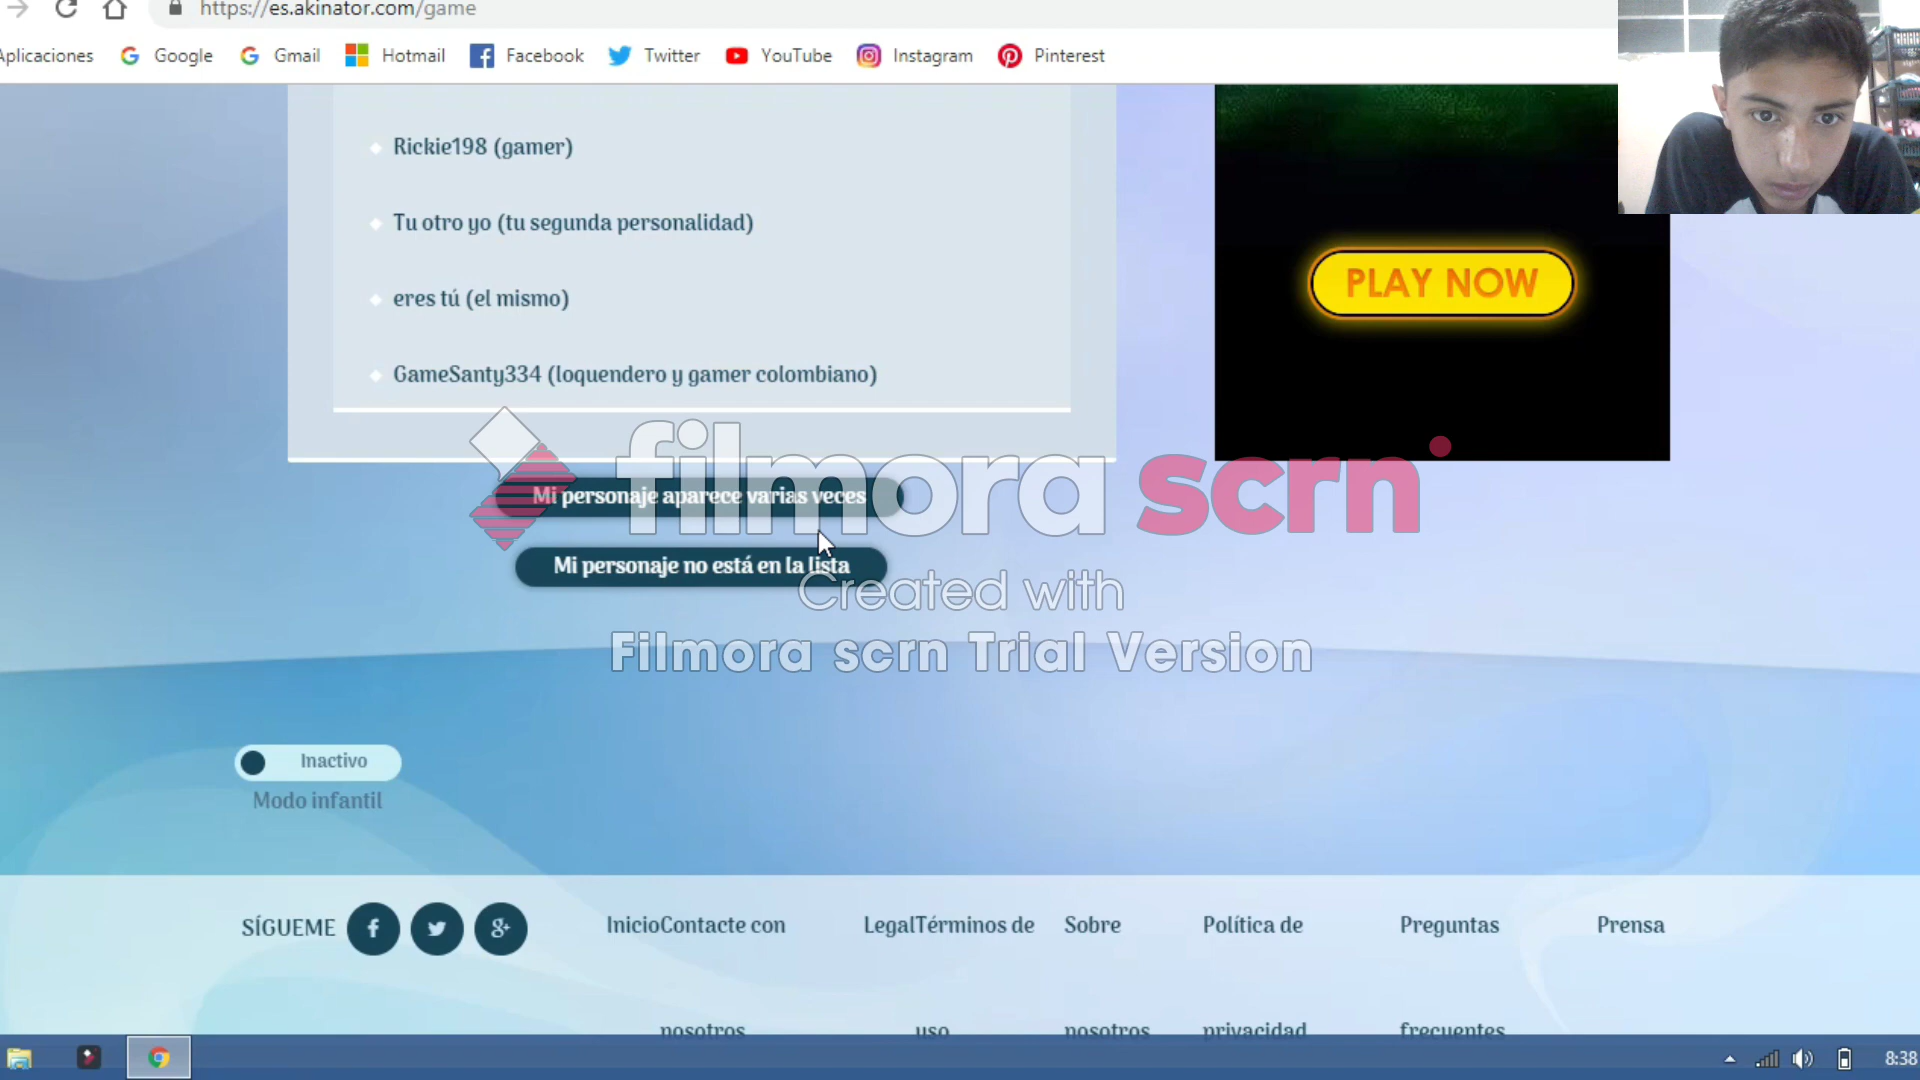 https://es.akinator.com/game
Aplicaciones Google Gmail Hotmail Facebook Twitter YouTube Instagram Pinterest
Rickie198 (gamer)
Tu otro yo (tu segunda personalidad)
eres tú (el mismo)
GameSanty334 (loquendero y gamer colombiano)
PLAY NOW
Mi personaje aparece varias veces
filmora scrn
Mi personaje no está en la lista
Created with
Filmora scrn Trial Version
Inactivo
Modo infantil
SÍGUEME
InicioContacte con nosotros
LegalTérminos de uso
Sobre nosotros
Política de privacidad
Preguntas frecuentes
Prensa
8:38